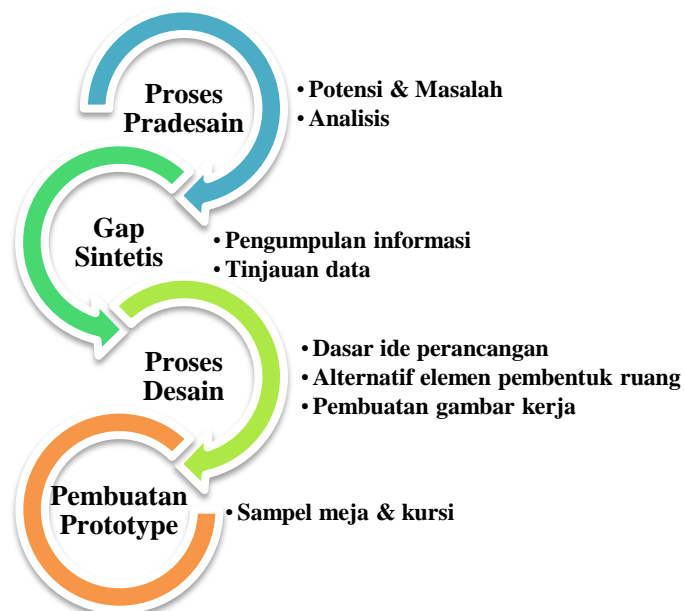 Proses
Pradesain
• Potensi & Masalah
• Analisis
Gap
Sintetis
• Pengumpulan informasi
• Tinjauan data
Proses
Desain
• Dasar ide perancangan
• Alternatif elemen pembentuk ruang
• Pembuatan gambar kerja
Pembuatan
Prototype
• Sampel meja & kursi